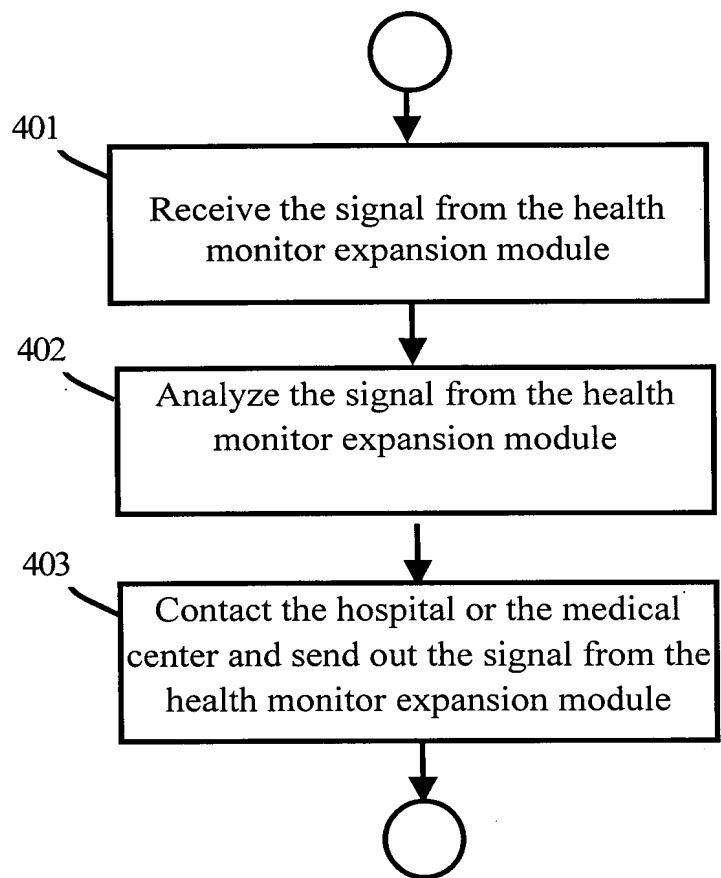 401
Receive the signal from the health
monitor expansion module
402
Analyze the signal from the health
monitor expansion module
403
Contact the hospital or the medical
center and send out the signal from the
health monitor expansion module